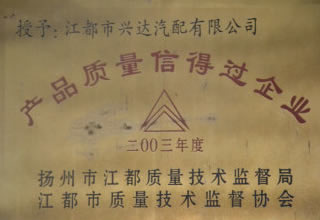 授予：江都市兴达汽配有限公司
产品质量信得过企业
二00三年度
扬州市江都质量技术监督局
江都市质量技术监督协会